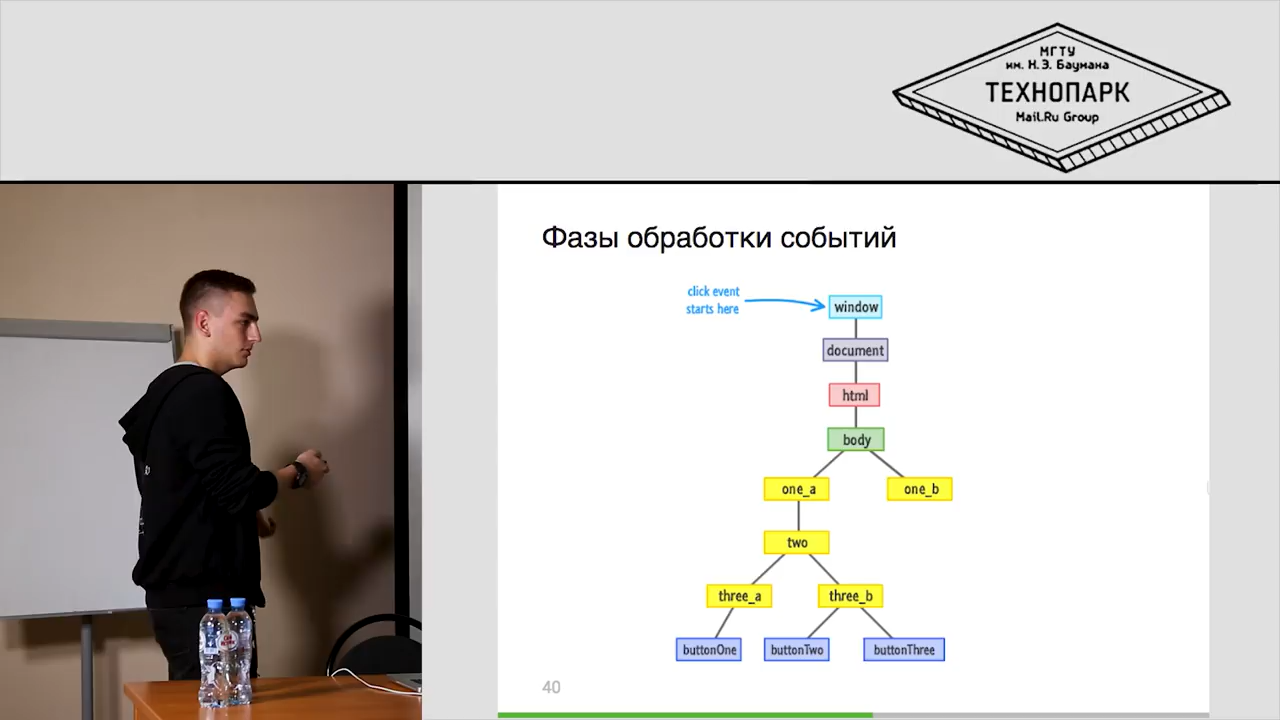 МГТУ
им. Н.Э. Баумана
ТЕХНОПАРК
Mail.Ru Group
Фазы обработки событий
click event
starts here
window
document
html
body
one_a
one_b
two
three_a
three_b
buttonOne
buttonTwo
buttonThree
40